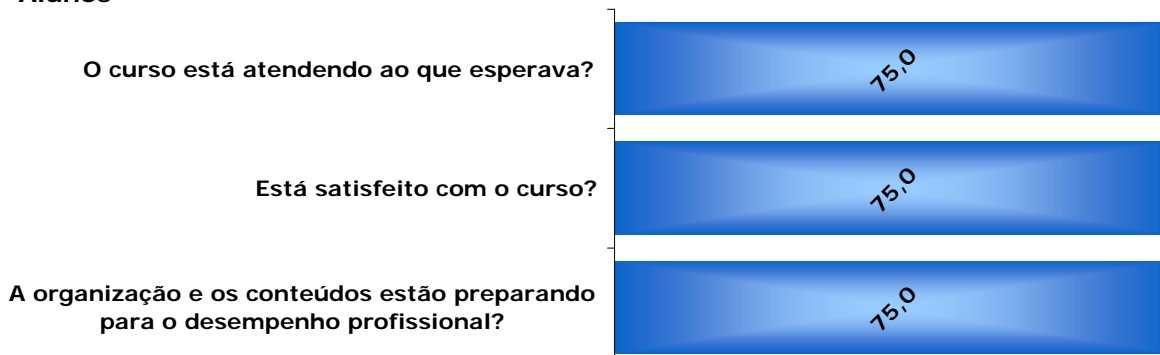 Alunos
O curso está atendendo ao que esperava?
75,0
Está satisfeito com o curso?
75,0
A organização e os conteúdos estão preparando
para o desempenho profissional?
75,0